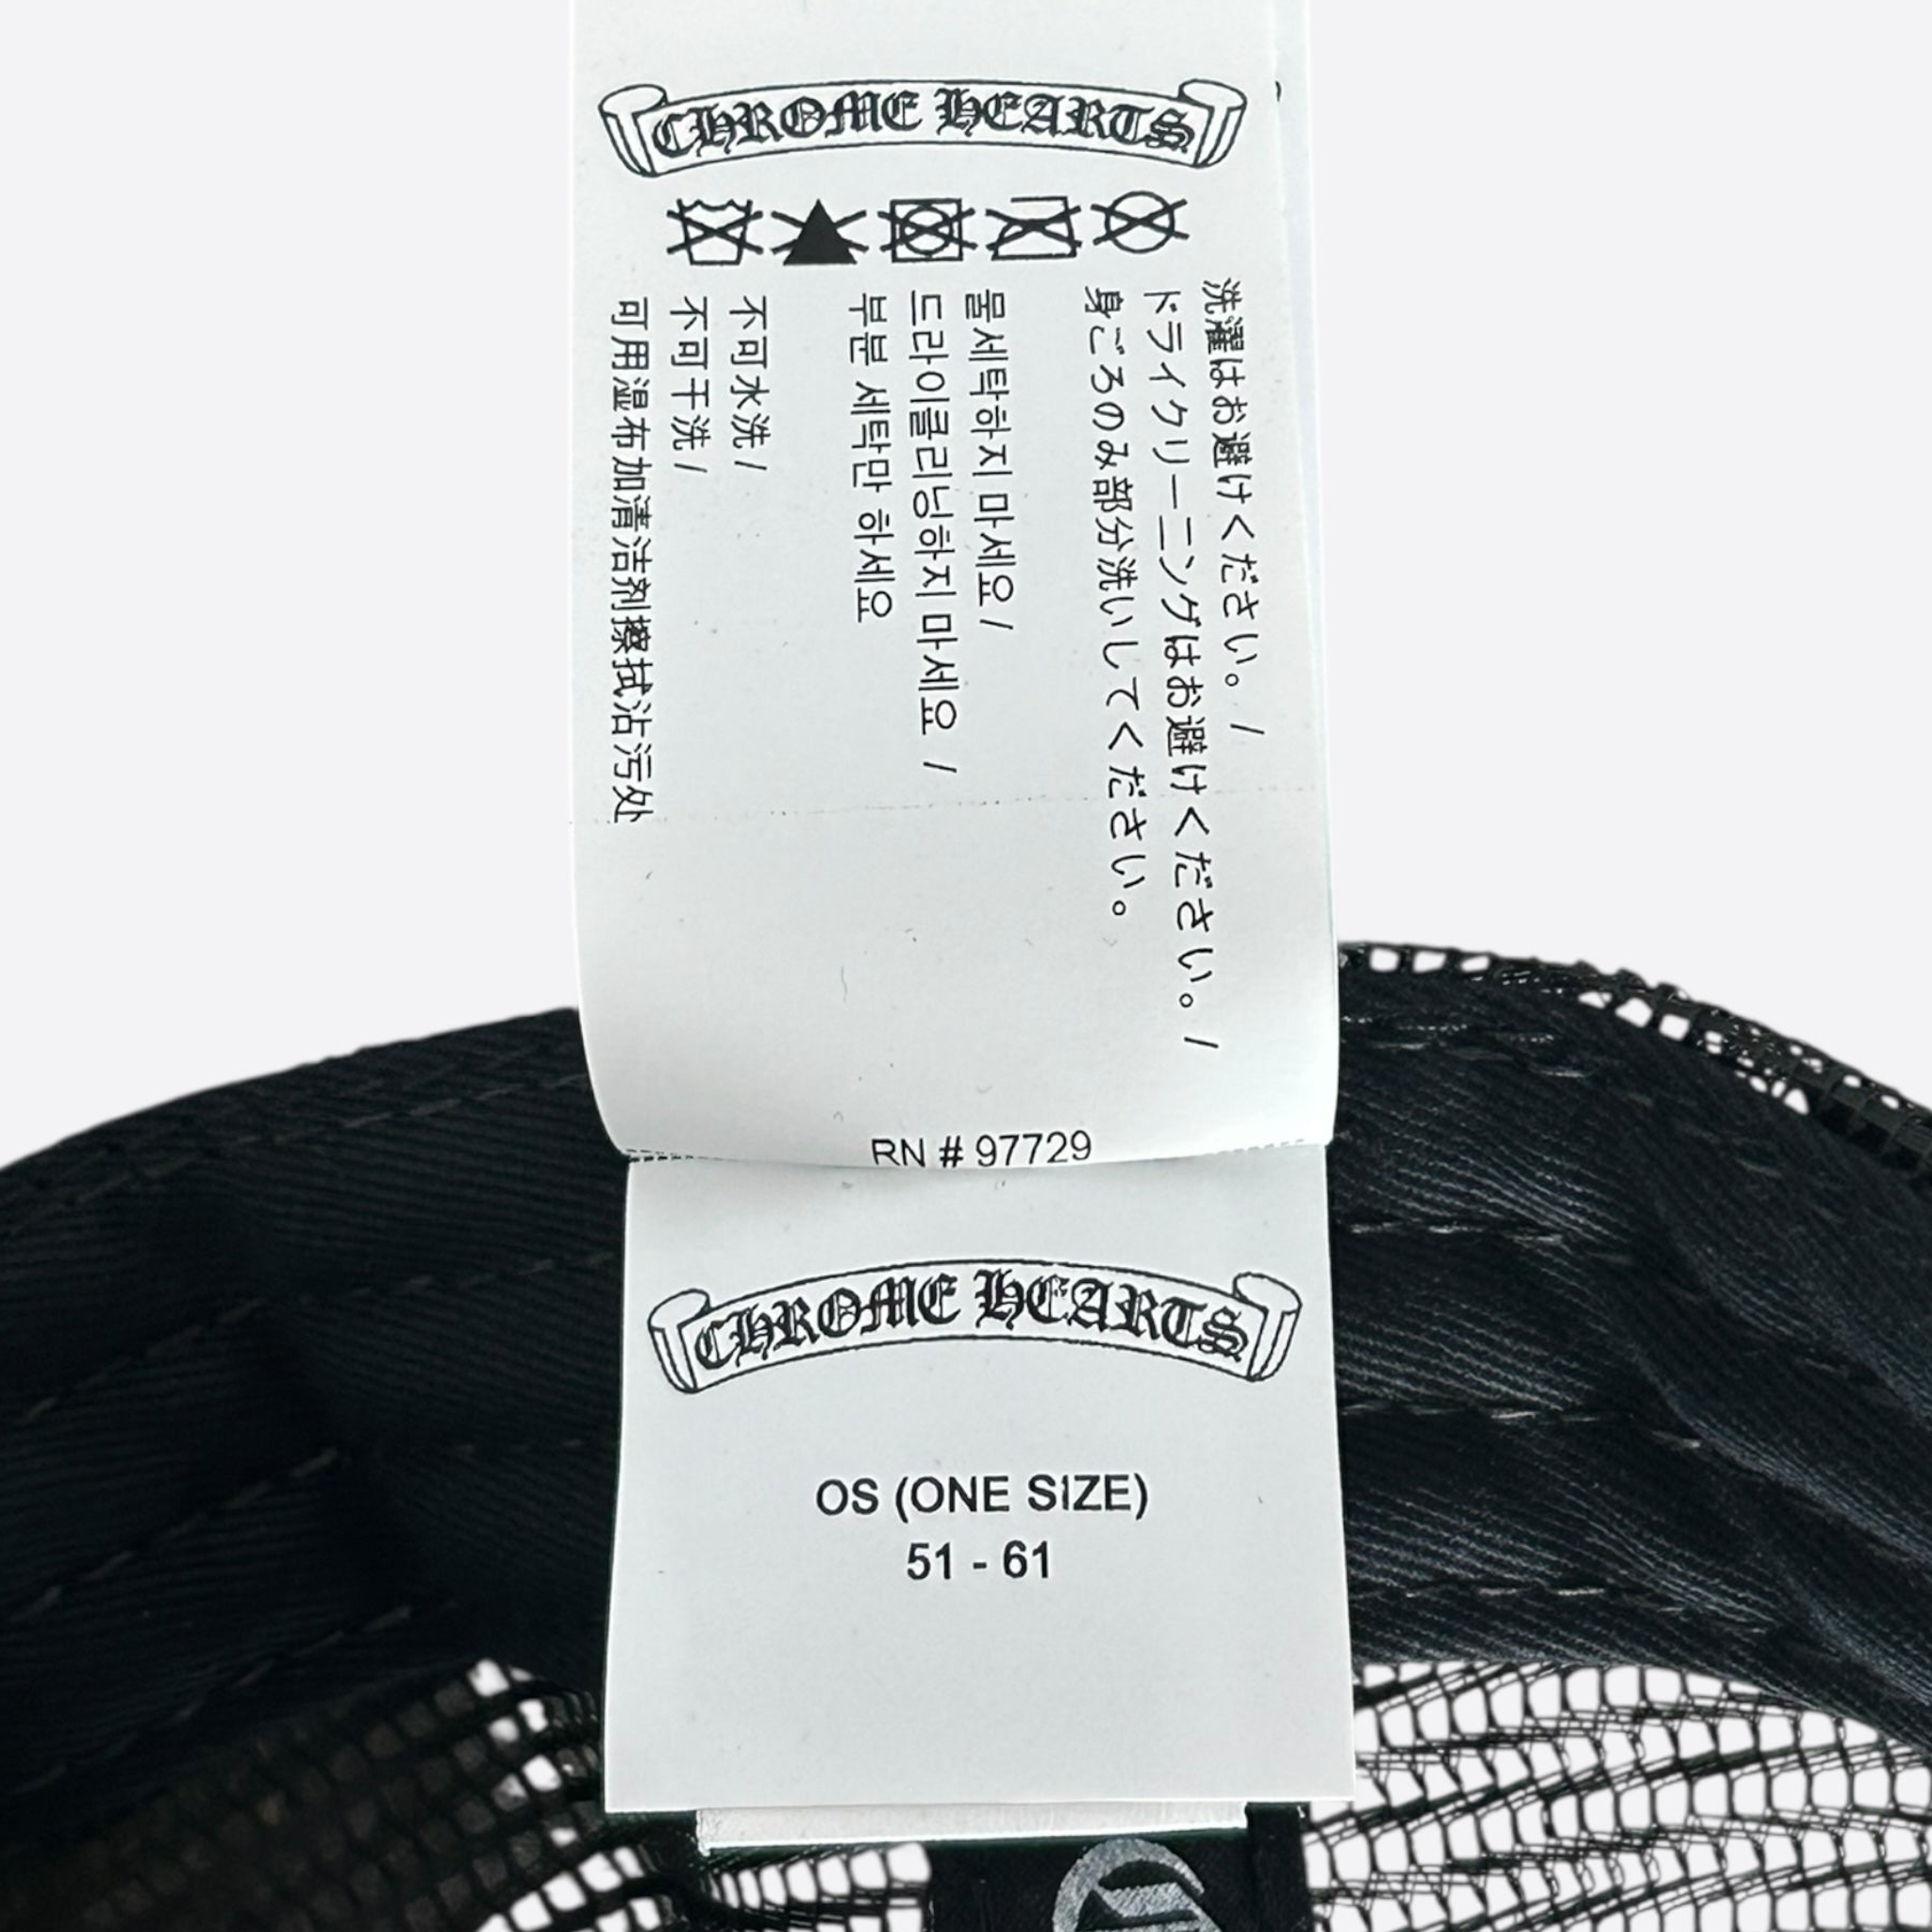 CHROME HEARTS
洗濯はお避けください。/
ドライクリーニングはお避けください。/
身ごろのみ部分洗いしてください。
물세탁하지 마세요 /
드라이클리닝하지 마세요 /
부분 세탁만 하세요
不可水洗 /
不可干洗 /
可用湿布加清洁剂擦拭沾污处
RN # 97729
CHROME HEARTS
OS (ONE SIZE)
51 - 61